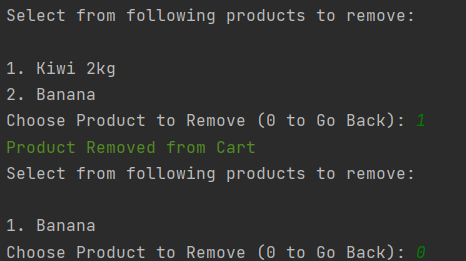 Select from following products to remove:
1. Kiwi 2kg
2. Banana
Choose Product to Remove (0 to Go Back): 1
Product Removed from Cart
Select from following products to remove:
1. Banana
Choose Product to Remove (0 to Go Back): 0